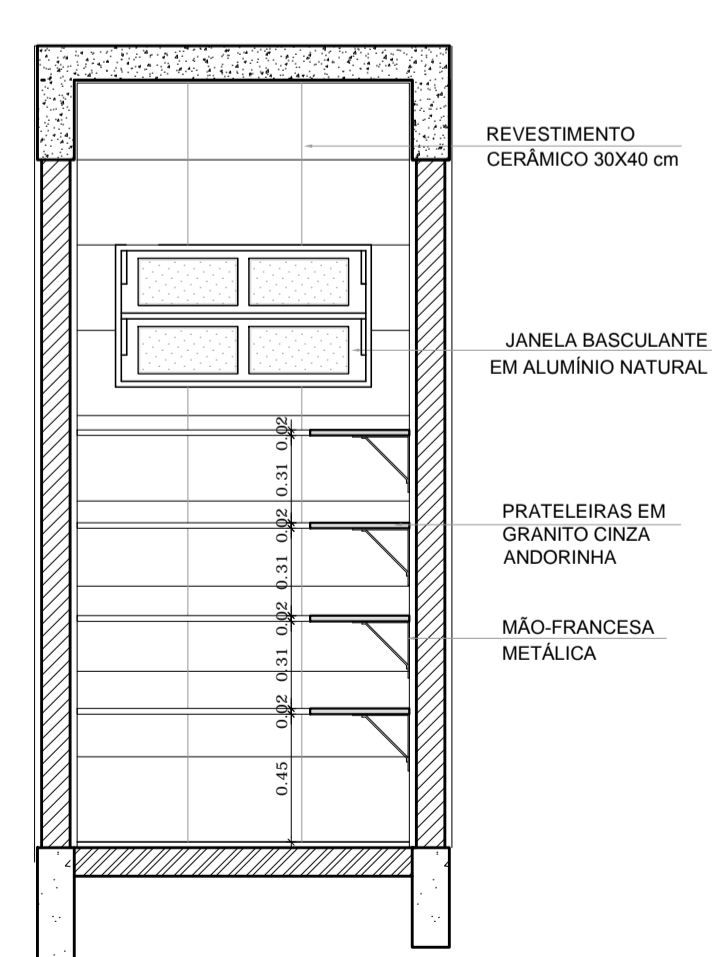 REVESTIMENTO
CERÂMICO 30X40 cm
JANELA BASCULANTE
EM ALUMÍNIO NATURAL
0.02
0.31
0.02
PRATELEIRAS EM
GRANITO CINZA
ANDORINHA
0.31
0.02
MÃO-FRANCESA
METÁLICA
0.31
0.02
0.45